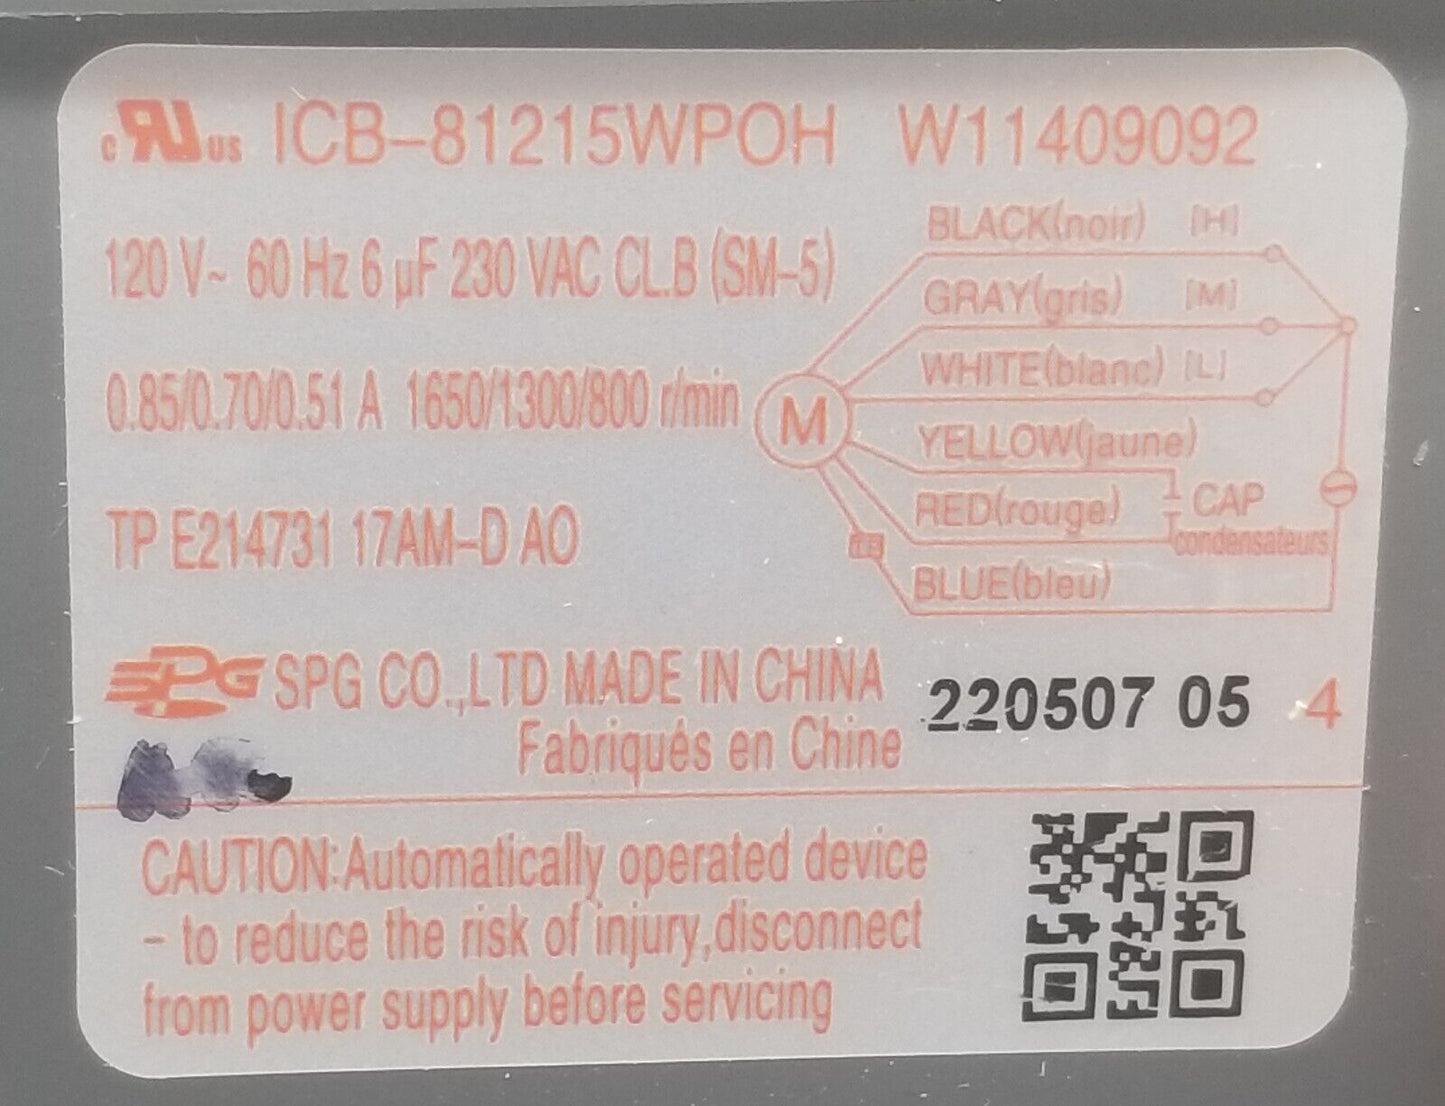 cRUus ICB-81215WPOH W11409092
120 V~ 60 Hz 6 µF 230 VAC CL.B (SM-5)
0.85/0.70/0.51 A 1650/1300/800 r/min
TP E214731 17AM-D AO
BLACK(noir) [H]
GRAY(gris) [M]
WHITE(blanc) [L]
M
YELLOW(jaune)
RED(rouge)
CAP
condensateurs
TB
BLUE(bleu)
SPG SPG CO.,LTD MADE IN CHINA
Fabriqués en Chine
220507 05 4
CAUTION:Automatically operated device
- to reduce the risk of injury,disconnect
from power supply before servicing